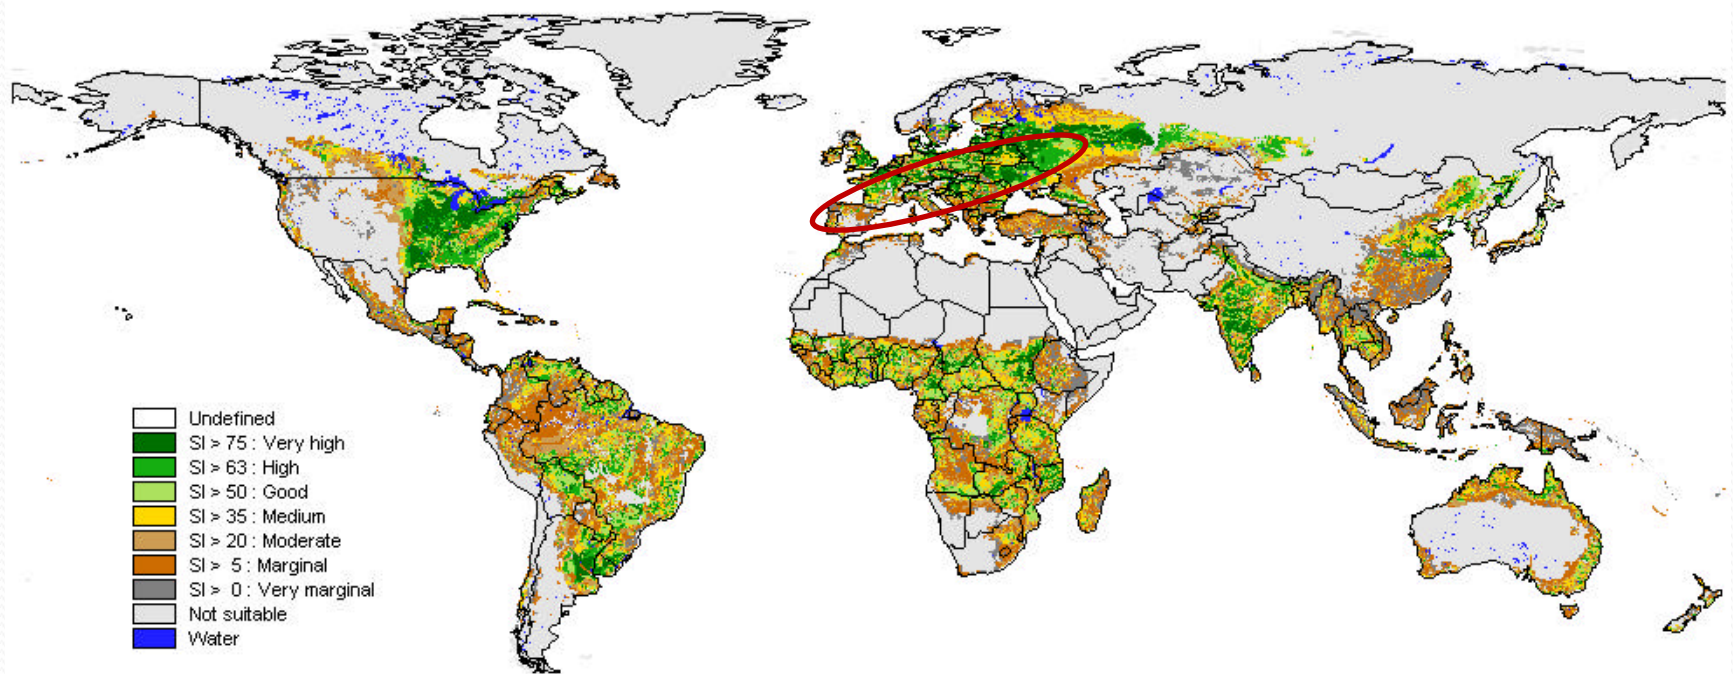 Undefined
SI > 75 : Very high
SI > 63 : High
SI > 50 : Good
SI > 35 : Medium
SI > 20 : Moderate
SI > 5 : Marginal
SI > 0 : Very marginal
Not suitable
Water